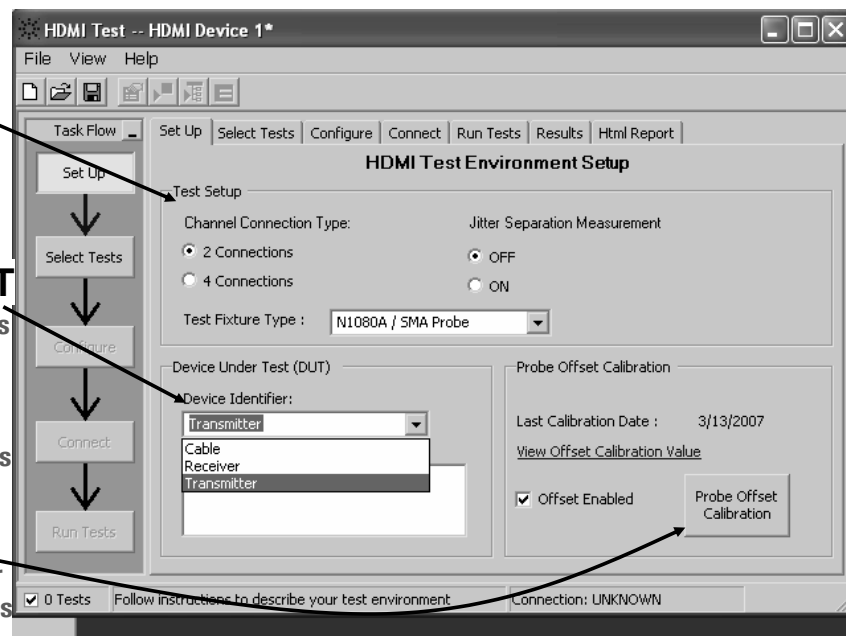 HDMI Test -- HDMI Device 1*
File View Help
Task Flow
Set Up
Select Tests
Configure
Connect
Run Tests
Set Up Select Tests Configure Connect Run Tests Results Html Report
HDMI Test Environment Setup
Test Setup
Channel Connection Type:
2 Connections
4 Connections
Jitter Separation Measurement
OFF
ON
Test Fixture Type : N1080A / SMA Probe
Device Under Test (DUT)
Device Identifier:
Transmitter
Cable
Receiver
Transmitter
Probe Offset Calibration
Last Calibration Date : 3/13/2007
View Offset Calibration Value
Offset Enabled
Probe Offset
Calibration
0 Tests Follow instructions to describe your test environment Connection: UNKNOWN
T
s
s
s